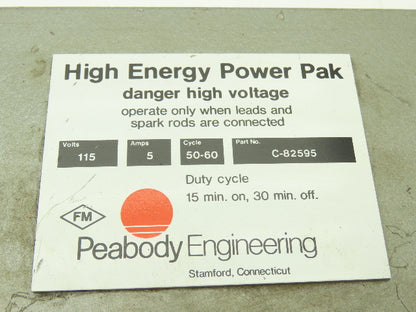 High Energy Power Pak
danger high voltage
operate only when leads and
spark rods are connected
Volts Amps Cycle Part No.
115 5 50-60 C-82595
Duty cycle
15 min. on, 30 min. off.
FM
Peabody Engineering
Stamford, Connecticut